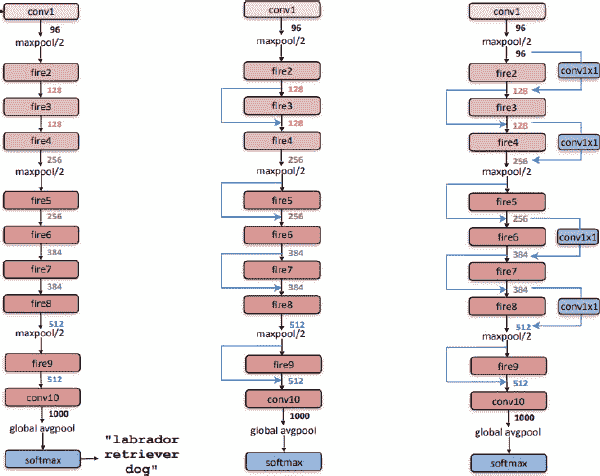 conv1
96
maxpool/2
fire2
128
fire3
128
fire4
256
maxpool/2
fire5
256
fire6
384
fire7
384
fire8
512
maxpool/2
fire9
512
conv10
1000
global avgpool
softmax
"labrador
retriever
dog"
conv1
96
maxpool/2
fire2
128
fire3
128
fire4
256
maxpool/2
fire5
256
fire6
384
fire7
384
fire8
512
maxpool/2
fire9
512
conv10
1000
global avgpool
softmax
conv1
96
maxpool/2
96
fire2
conv1x1
128
fire3
128
fire4
conv1x1
256
maxpool/2
fire5
256
fire6
conv1x1
384
fire7
384
fire8
conv1x1
512
maxpool/2
fire9
512
conv10
1000
global avgpool
softmax